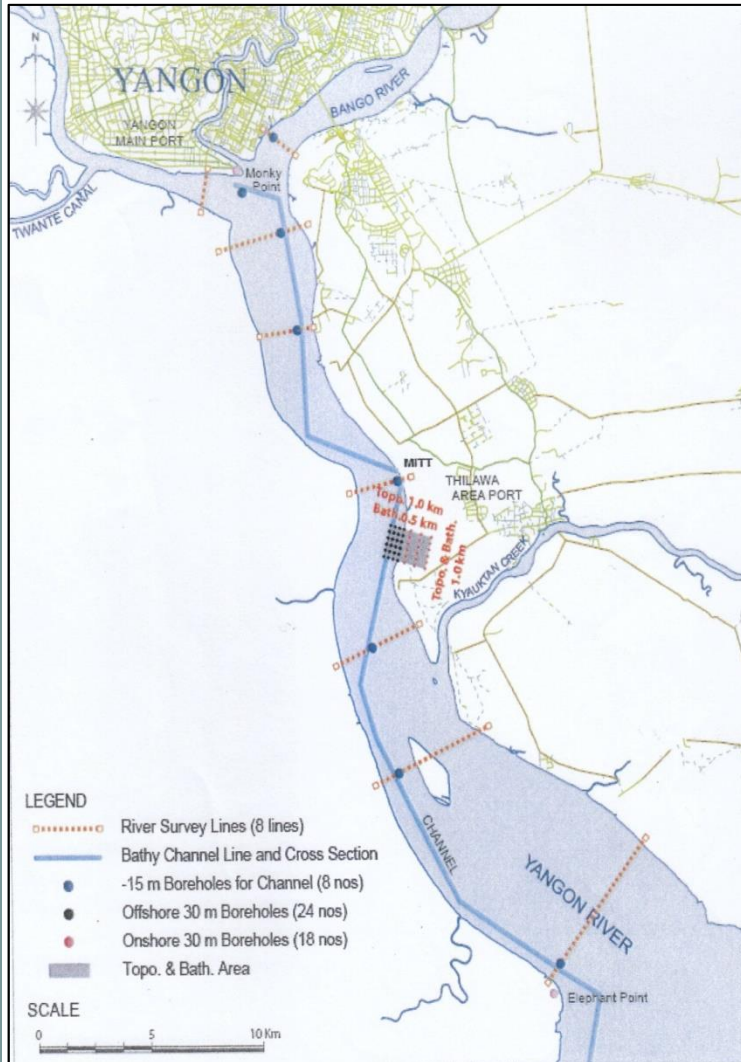 N
YANGON
BANGO RIVER
YANGON
MAIN PORT
Monky
Point
TWANTE CANAL
MITT
THILAWA
AREA PORT
Topo. 1.0 km
Bath. 0.5 km
Topo. & Bath.
1.0 km
KYAUKTAN CREEK
CHANNEL
YANGON RIVER
Elephant Point
LEGEND
River Survey Lines (8 lines)
Bathy Channel Line and Cross Section
-15 m Boreholes for Channel (8 nos)
Offshore 30 m Boreholes (24 nos)
Onshore 30 m Boreholes (18 nos)
Topo. & Bath. Area
SCALE
0 5 10 Km